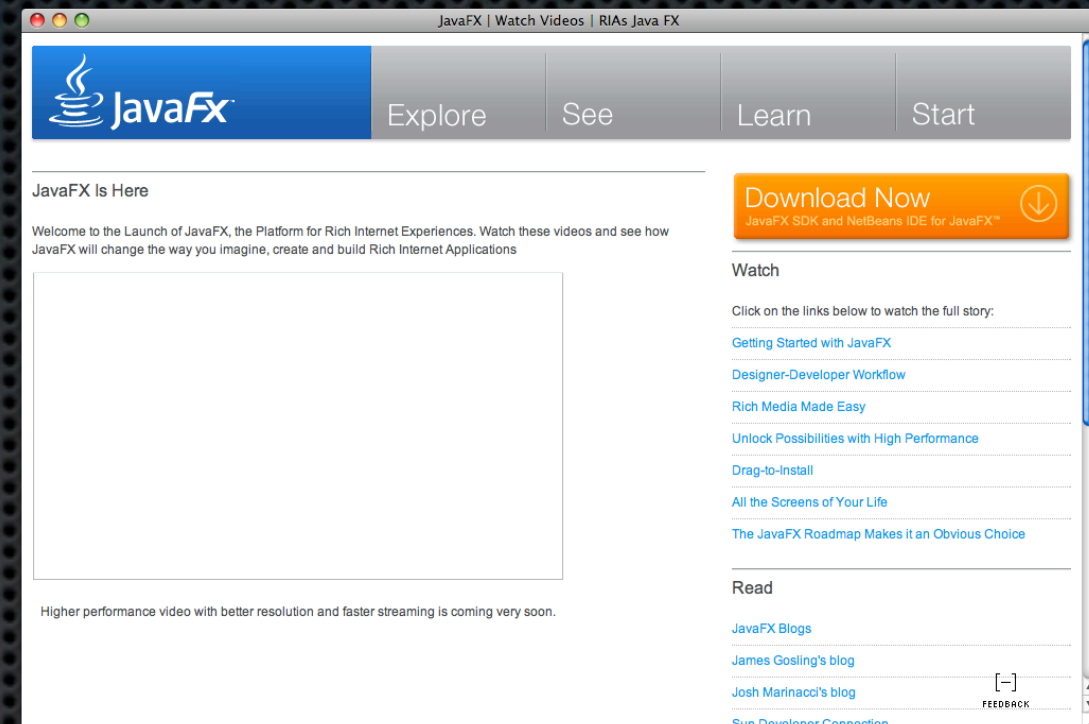 JavaFX | Watch Videos | RIAs Java FX
JavaFX™
Explore
See
Learn
Start
JavaFX Is Here
Welcome to the Launch of JavaFX, the Platform for Rich Internet Experiences. Watch these videos and see how
JavaFX will change the way you imagine, create and build Rich Internet Applications
Higher performance video with better resolution and faster streaming is coming very soon.
Download Now
JavaFX SDK and NetBeans IDE for JavaFX™
Watch
Click on the links below to watch the full story:
Getting Started with JavaFX
Designer-Developer Workflow
Rich Media Made Easy
Unlock Possibilities with High Performance
Drag-to-Install
All the Screens of Your Life
The JavaFX Roadmap Makes it an Obvious Choice
Read
JavaFX Blogs
James Gosling's blog
Josh Marinacci's blog
Sun Developer Connection
[-]
FEEDBACK